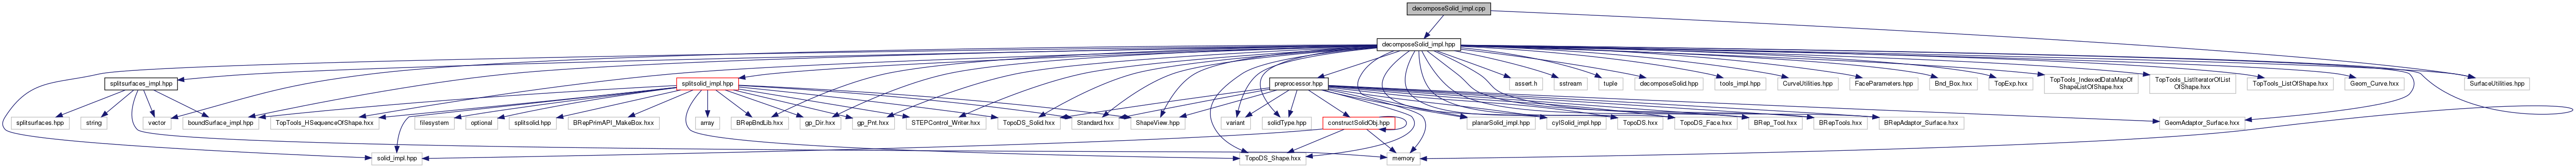 decomposeSolid_impl.cpp
decomposeSolid_impl.hpp
splitsurfaces_impl.hpp
splitsolid_impl.hpp
preprocessor.hpp
assert.h
sstream
tuple
decomposeSolid.hpp
tools_impl.hpp
CurveUtilities.hpp
FaceParameters.hpp
Bnd_Box.hxx
TopExp.hxx
TopTools_IndexedDataMapOf
ShapeListOfShape.hxx
TopTools_ListIteratorOfList
OfShape.hxx
TopTools_ListOfShape.hxx
Geom_Curve.hxx
SurfaceUtilities.hpp
splitsurfaces.hpp
string
vector
boundSurface_impl.hpp
TopTools_HSequenceOfShape.hxx
filesystem
optional
splitsolid.hpp
BRepPrimAPI_MakeBox.hxx
array
BRepBndLib.hxx
gp_Dir.hxx
gp_Pnt.hxx
STEPControl_Writer.hxx
TopoDS_Solid.hxx
Standard.hxx
ShapeView.hpp
variant
solidType.hpp
constructSolidObj.hpp
planarSolid_impl.hpp
cylSolid_impl.hpp
TopoDS.hxx
TopoDS_Face.hxx
BRep_Tool.hxx
BRepTools.hxx
BRepAdaptor_Surface.hxx
GeomAdaptor_Surface.hxx
solid_impl.hpp
TopoDS_Shape.hxx
memory